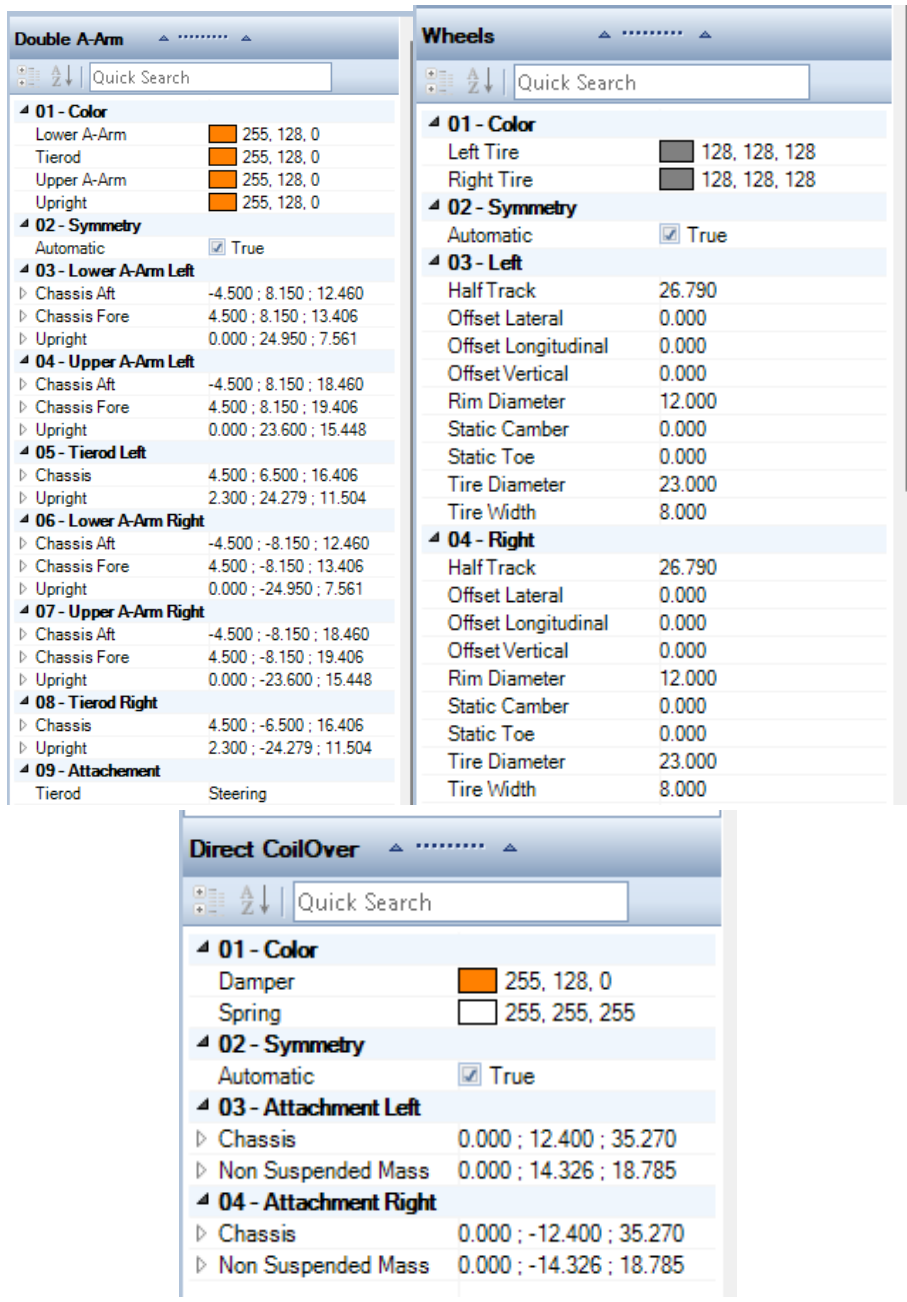 Double A-Arm
Quick Search
01 - Color
Lower A-Arm 255, 128, 0
Tierod 255, 128, 0
Upper A-Arm 255, 128, 0
Upright 255, 128, 0
02 - Symmetry
Automatic True
03 - Lower A-Arm Left
Chassis Aft -4.500 ; 8.150 ; 12.460
Chassis Fore 4.500 ; 8.150 ; 13.406
Upright 0.000 ; 24.950 ; 7.561
04 - Upper A-Arm Left
Chassis Aft -4.500 ; 8.150 ; 18.460
Chassis Fore 4.500 ; 8.150 ; 19.406
Upright 0.000 ; 23.600 ; 15.448
05 - Tierod Left
Chassis 4.500 ; 6.500 ; 16.406
Upright 2.300 ; 24.279 ; 11.504
06 - Lower A-Arm Right
Chassis Aft -4.500 ; -8.150 ; 12.460
Chassis Fore 4.500 ; -8.150 ; 13.406
Upright 0.000 ; -24.950 ; 7.561
07 - Upper A-Arm Right
Chassis Aft -4.500 ; -8.150 ; 18.460
Chassis Fore 4.500 ; -8.150 ; 19.406
Upright 0.000 ; -23.600 ; 15.448
08 - Tierod Right
Chassis 4.500 ; -6.500 ; 16.406
Upright 2.300 ; -24.279 ; 11.504
09 - Attachement
Tierod Steering
Wheels
Quick Search
01 - Color
Left Tire 128, 128, 128
Right Tire 128, 128, 128
02 - Symmetry
Automatic True
03 - Left
Half Track 26.790
Offset Lateral 0.000
Offset Longitudinal 0.000
Offset Vertical 0.000
Rim Diameter 12.000
Static Camber 0.000
Static Toe 0.000
Tire Diameter 23.000
Tire Width 8.000
04 - Right
Half Track 26.790
Offset Lateral 0.000
Offset Longitudinal 0.000
Offset Vertical 0.000
Rim Diameter 12.000
Static Camber 0.000
Static Toe 0.000
Tire Diameter 23.000
Tire Width 8.000
Direct CoilOver
Quick Search
01 - Color
Damper 255, 128, 0
Spring 255, 255, 255
02 - Symmetry
Automatic True
03 - Attachment Left
Chassis 0.000 ; 12.400 ; 35.270
Non Suspended Mass 0.000 ; 14.326 ; 18.785
04 - Attachment Right
Chassis 0.000 ; -12.400 ; 35.270
Non Suspended Mass 0.000 ; -14.326 ; 18.785